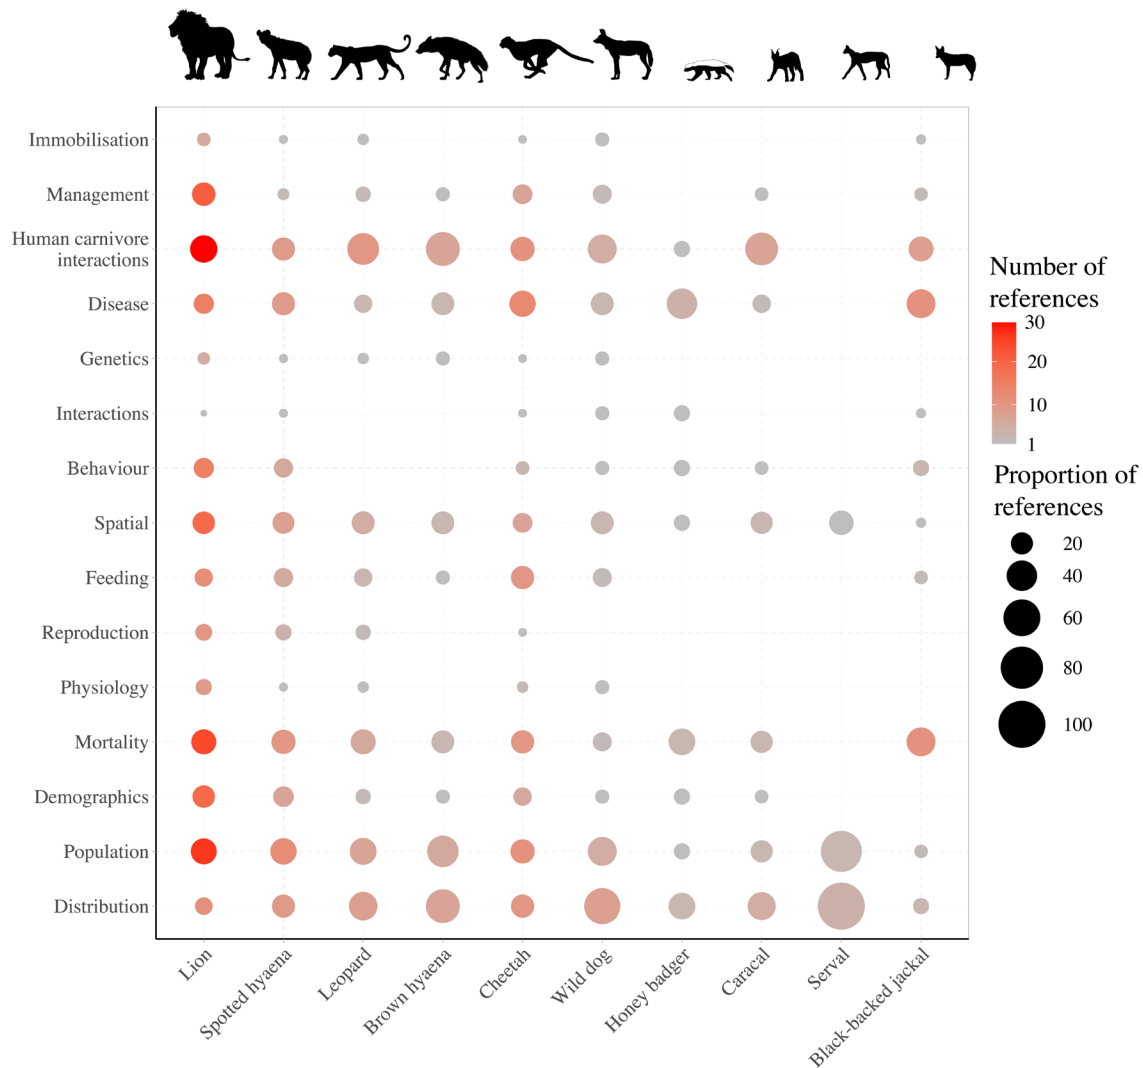 Immobilisation
Management
Human carnivore
interactions
Disease
Genetics
Interactions
Behaviour
Spatial
Feeding
Reproduction
Physiology
Mortality
Demographics
Population
Distribution
Lion
Spotted hyaena
Leopard
Brown hyaena
Cheetah
Wild dog
Honey badger
Caracal
Serval
Black-backed jackal
Number of
references
30
20
10
1
Proportion of
references
20
40
60
80
100